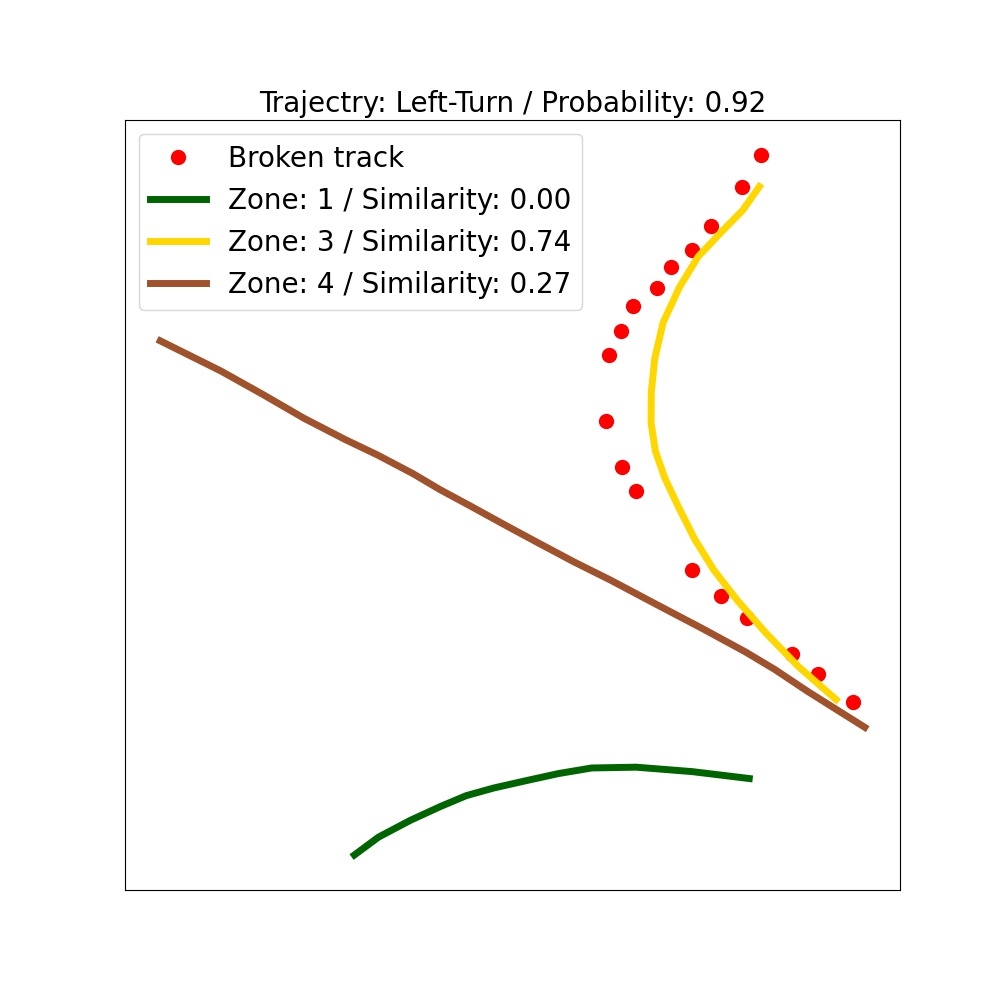 Trajectry: Left-Turn / Probability: 0.92
Broken track
Zone: 1 / Similarity: 0.00
Zone: 3 / Similarity: 0.74
Zone: 4 / Similarity: 0.27